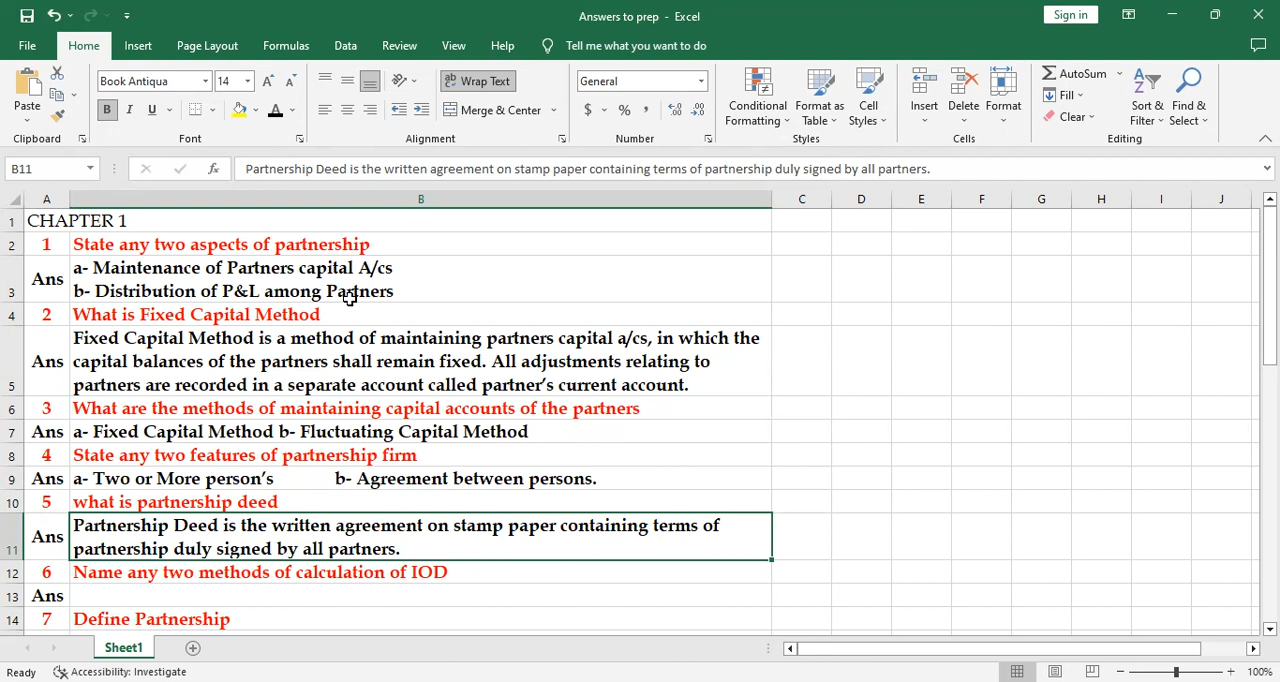 Answers to prep - Excel
Sign in
File Home Insert Page Layout Formulas Data Review View Help Tell me what you want to do
Paste
Clipboard
Book Antiqua 14
B I U A
Font
Wrap Text
Merge & Center
Alignment
General
$ % ,
Number
Conditional Formatting
Format as Table
Cell Styles
Styles
Insert Delete Format
Cells
AutoSum
Fill
Clear
Sort & Filter
Find & Select
Editing
B11 fx Partnership Deed is the written agreement on stamp paper containing terms of partnership duly signed by all partners.
A B C D E F G H I J
1 CHAPTER 1
2 1 State any two aspects of partnership
3 Ans a- Maintenance of Partners capital A/cs
b- Distribution of P&L among Partners
4 2 What is Fixed Capital Method
5 Ans Fixed Capital Method is a method of maintaining partners capital a/cs, in which the
capital balances of the partners shall remain fixed. All adjustments relating to
partners are recorded in a separate account called partner's current account.
6 3 What are the methods of maintaining capital accounts of the partners
7 Ans a- Fixed Capital Method b- Fluctuating Capital Method
8 4 State any two features of partnership firm
9 Ans a- Two or More person's b- Agreement between persons.
10 5 what is partnership deed
11 Ans Partnership Deed is the written agreement on stamp paper containing terms of
partnership duly signed by all partners.
12 6 Name any two methods of calculation of IOD
13 Ans
14 7 Define Partnership
Sheet1
Ready Accessibility: Investigate 100%